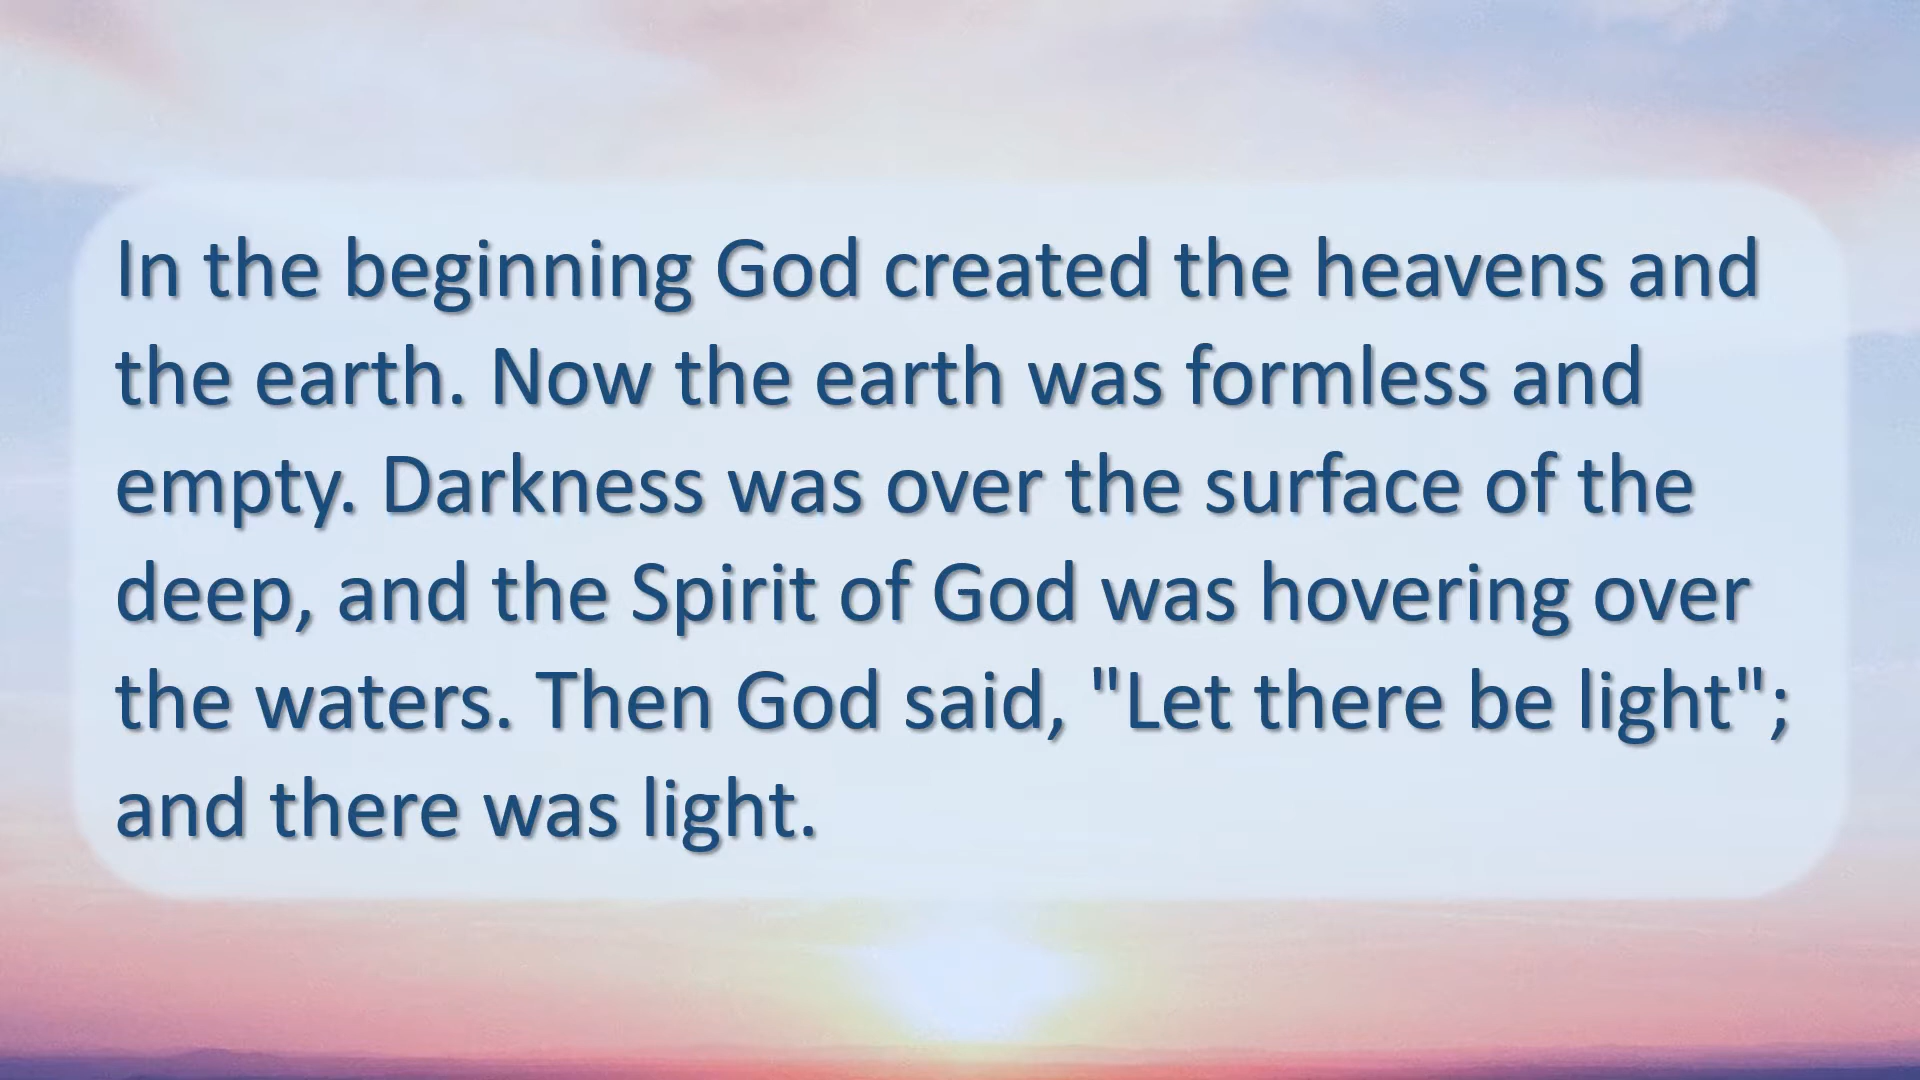 In the beginning God created the heavens and
the earth. Now the earth was formless and
empty. Darkness was over the surface of the
deep, and the Spirit of God was hovering over
the waters. Then God said, "Let there be light";
and there was light.